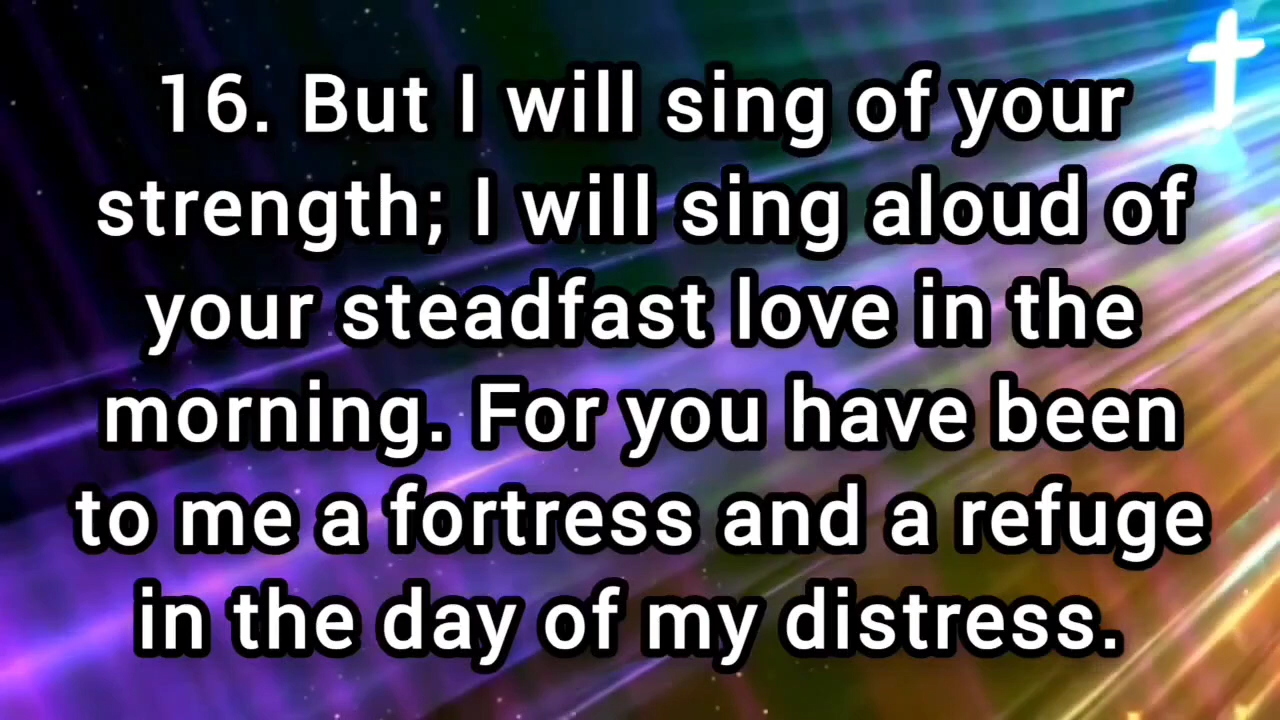 16. But I will sing of your
strength; I will sing aloud of
your steadfast love in the
morning. For you have been
to me a fortress and a refuge
in the day of my distress.